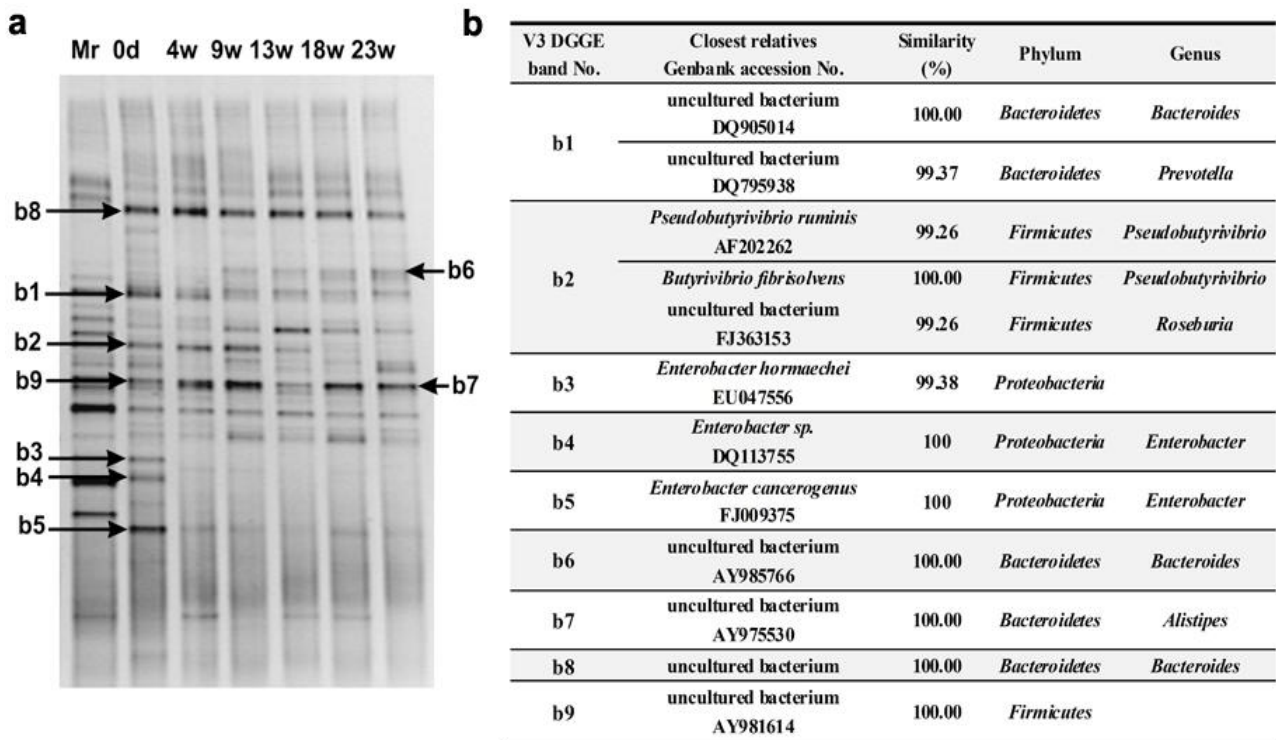 a
Mr 0d 4w 9w 13w 18w 23w
b8
b6
b1
b2
b9
b7
b3
b4
b5
b
V3 DGGE band No. Closest relatives Genbank accession No. Similarity (%) Phylum Genus
b1 uncultured bacterium DQ905014 100.00 Bacteroidetes Bacteroides
uncultured bacterium DQ795938 99.37 Bacteroidetes Prevotella
b2 Pseudobutyrivibrio ruminis AF202262 99.26 Firmicutes Pseudobutyrivibrio
Butyrivibrio fibrisolvens 100.00 Firmicutes Pseudobutyrivibrio
uncultured bacterium FJ363153 99.26 Firmicutes Roseburia
b3 Enterobacter hormaechei EU047556 99.38 Proteobacteria
b4 Enterobacter sp. DQ113755 100 Proteobacteria Enterobacter
b5 Enterobacter cancerogenus FJ009375 100 Proteobacteria Enterobacter
b6 uncultured bacterium AY985766 100.00 Bacteroidetes Bacteroides
b7 uncultured bacterium AY975530 100.00 Bacteroidetes Alistipes
b8 uncultured bacterium 100.00 Bacteroidetes Bacteroides
b9 uncultured bacterium AY981614 100.00 Firmicutes